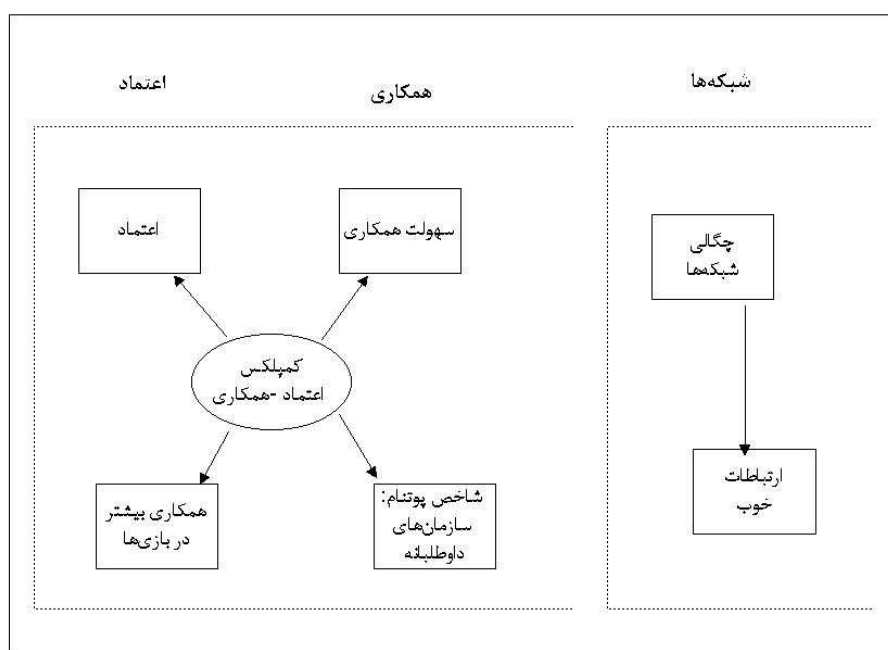 شبکه‌ها
همکاری
اعتماد
سهولت همکاری
اعتماد
کمپلکس
اعتماد -همکاری
شاخص پوتنام:
سازمان‌های
داوطلبانه
همکاری بیشتر
در بازی‌ها
چگالی
شبکه‌ها
ارتباطات
خوب